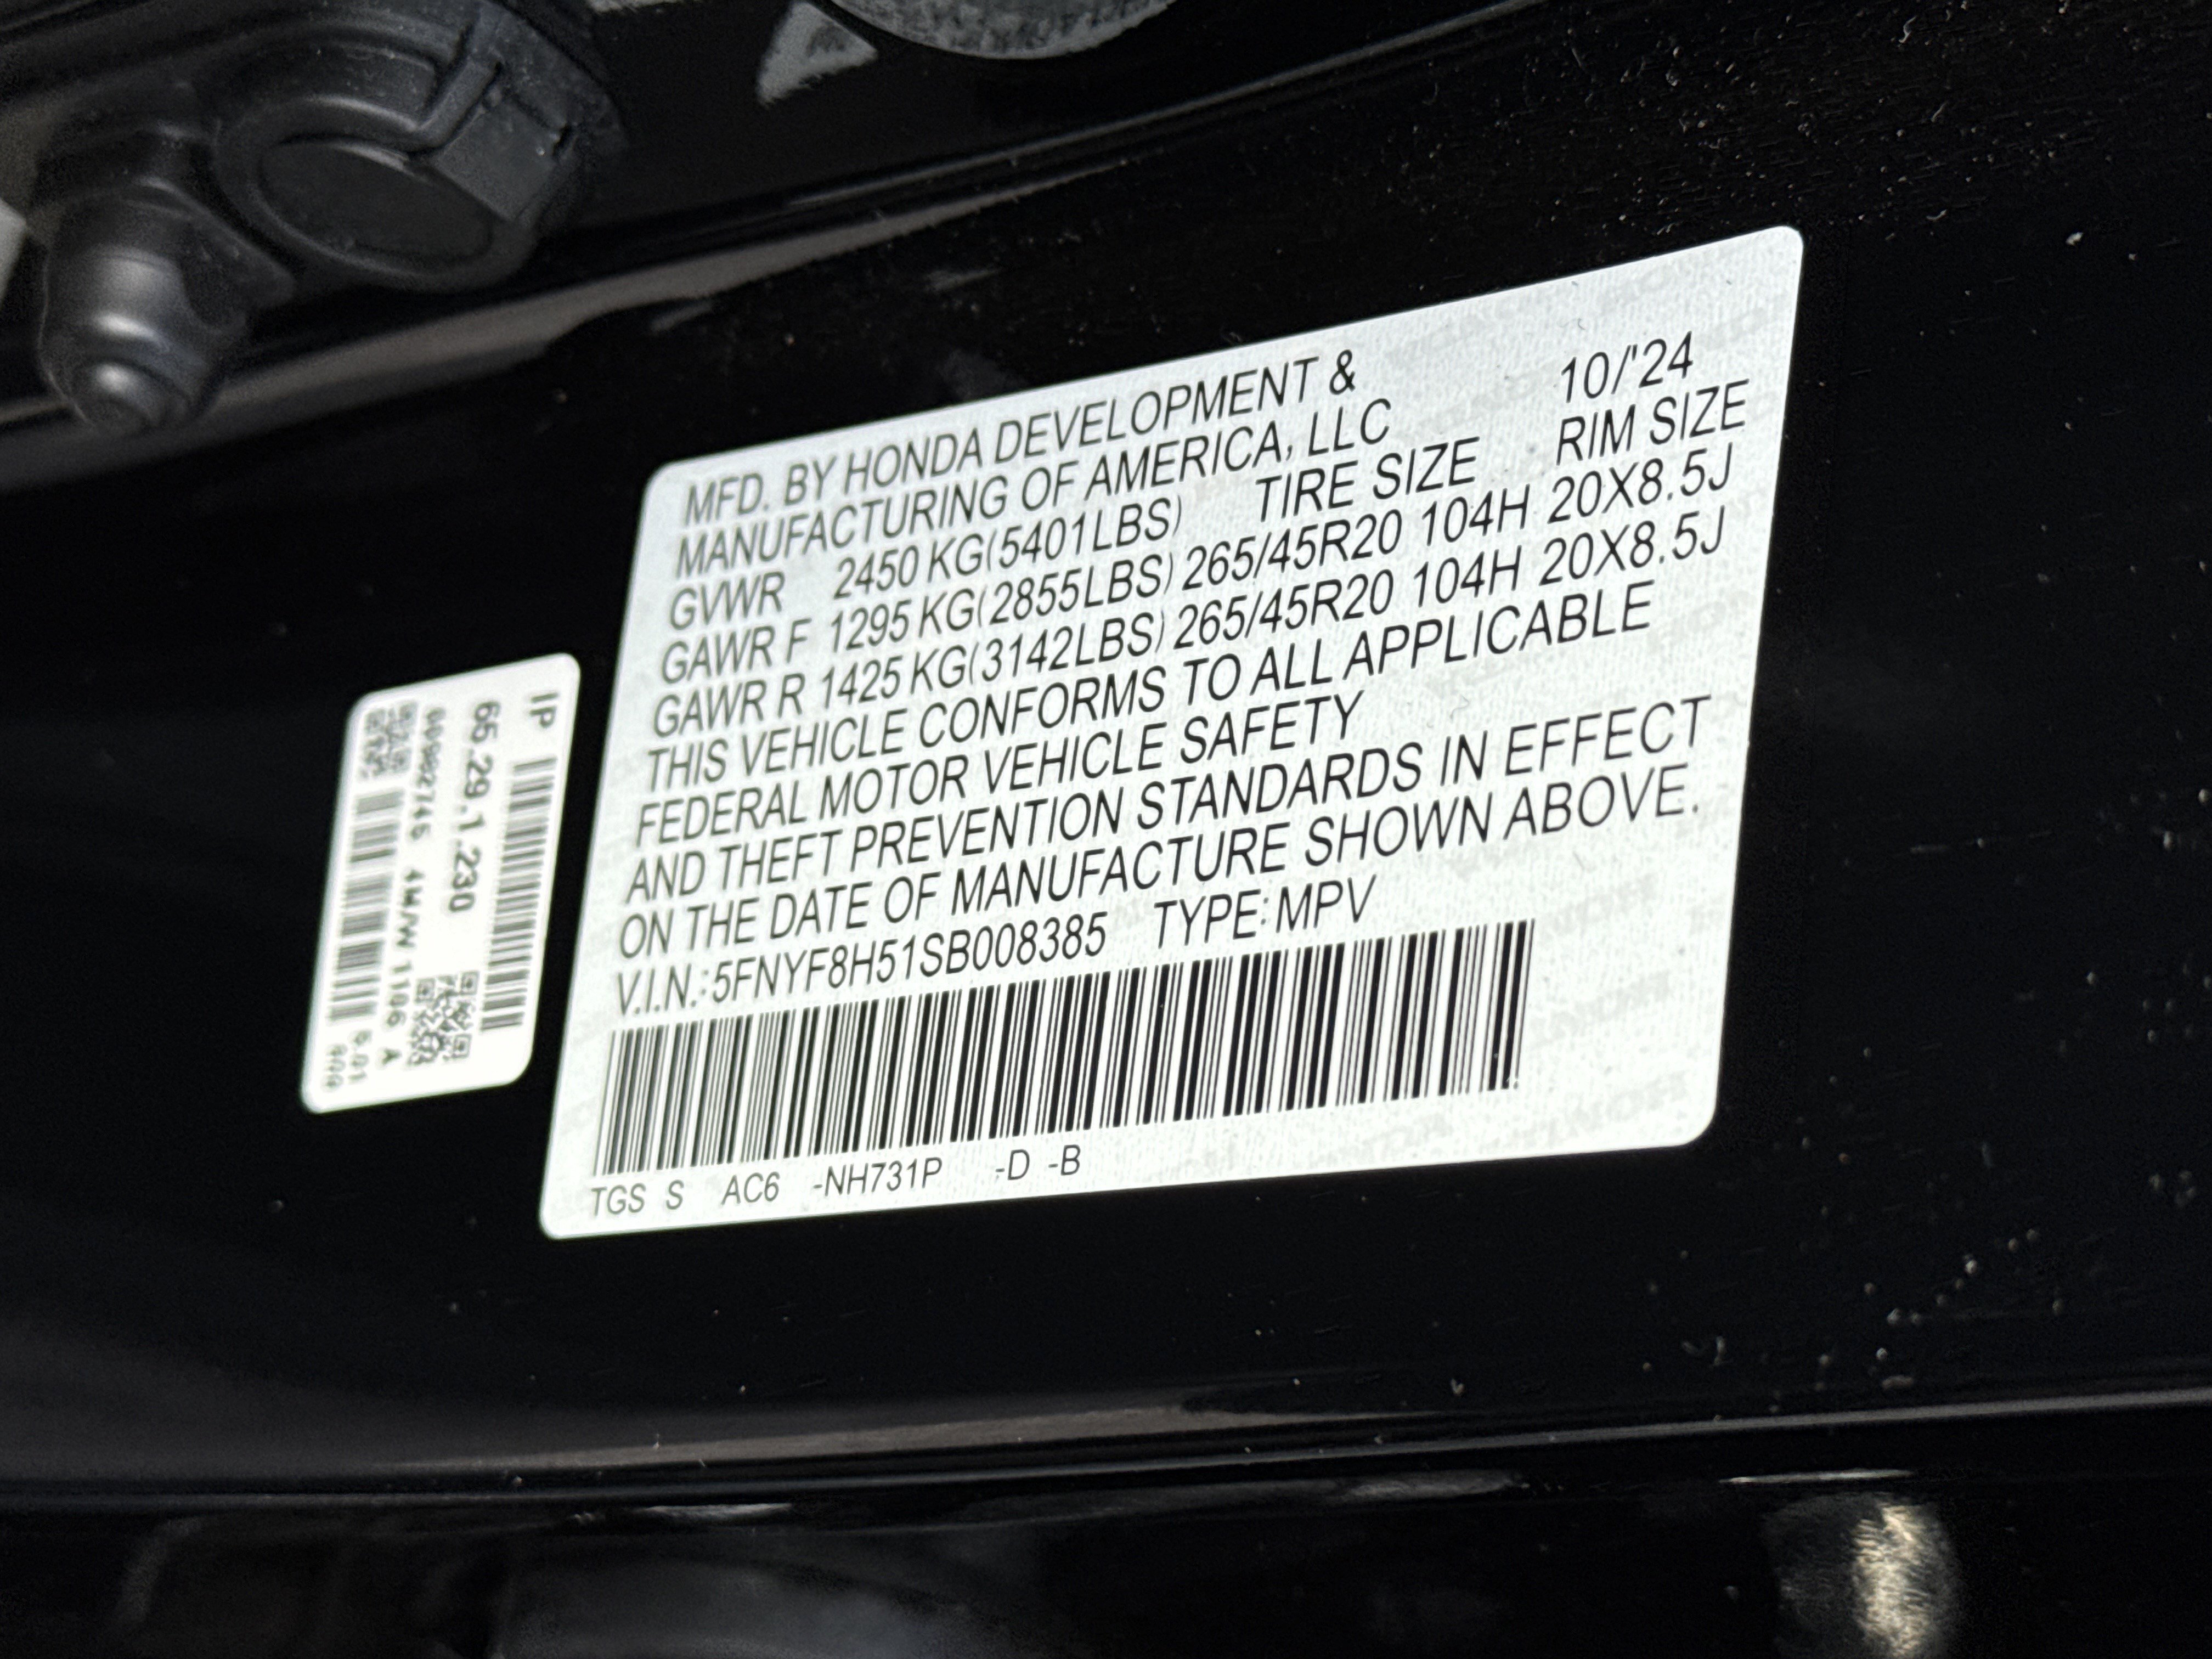 MFD. BY HONDA DEVELOPMENT & 10/'24
MANUFACTURING OF AMERICA, LLC
GVWR 2450 KG(5401LBS) TIRE SIZE RIM SIZE
GAWR F 1295 KG(2855LBS) 265/45R20 104H 20X8.5J
GAWR R 1425 KG(3142LBS) 265/45R20 104H 20X8.5J
THIS VEHICLE CONFORMS TO ALL APPLICABLE
FEDERAL MOTOR VEHICLE SAFETY
AND THEFT PREVENTION STANDARDS IN EFFECT
ON THE DATE OF MANUFACTURE SHOWN ABOVE.
V.I.N.:5FNYF8H51SB008385 TYPE:MPV
TGS S AC6 -NH731P -D -B
IP
65.29.1.230